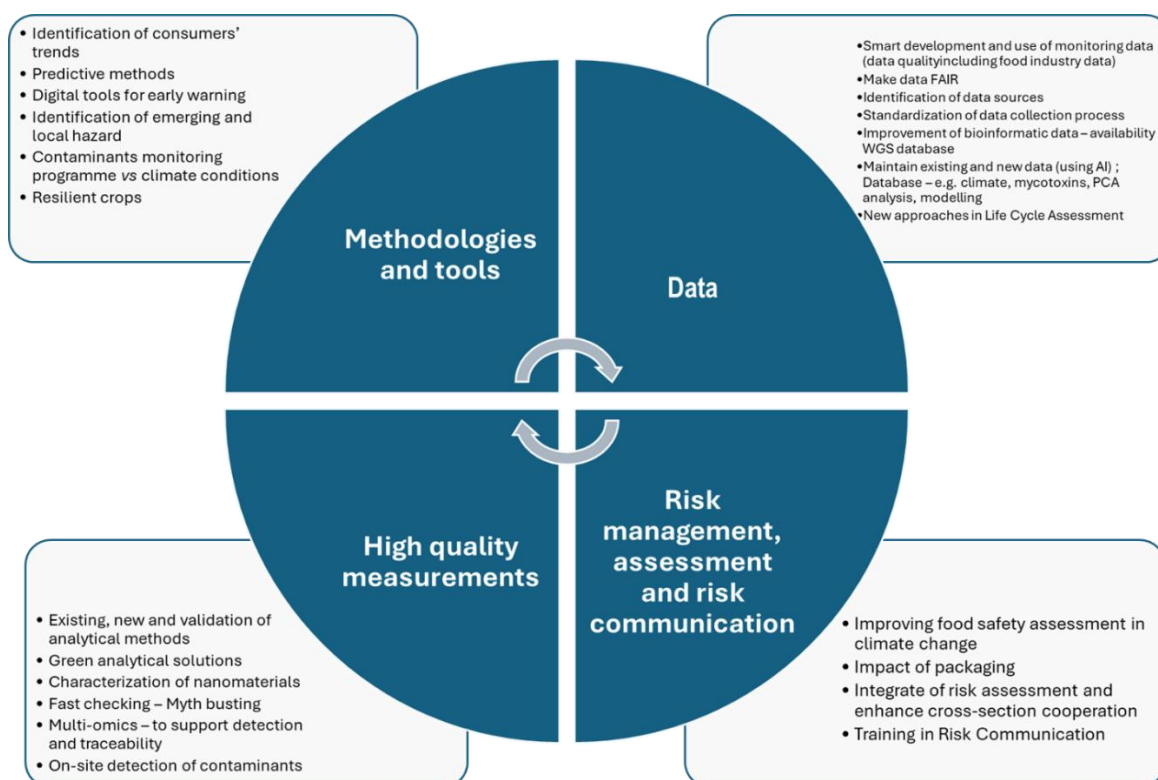 • Identification of consumers’
trends
• Predictive methods
• Digital tools for early warning
• Identification of emerging and
local hazard
• Contaminants monitoring
programme vs climate conditions
• Resilient crops
•Smart development and use of monitoring data
(data qualityincluding food industry data)
•Make data FAIR
•Identification of data sources
•Standardization of data collection process
•Improvement of bioinformatic data – availability
WGS database
•Maintain existing and new data (using AI) ;
Database – e.g. climate, mycotoxins, PCA
analysis, modelling
•New approaches in Life Cycle Assessment
Methodologies
and tools
Data
High quality
measurements
Risk
management,
assessment
and risk
communication
• Existing, new and validation of
analytical methods
• Green analytical solutions
• Characterization of nanomaterials
• Fast checking – Myth busting
• Multi-omics – to support detection
and traceability
• On-site detection of contaminants
• Improving food safety assessment in
climate change
• Impact of packaging
• Integrate of risk assessment and
enhance cross-section cooperation
• Training in Risk Communication